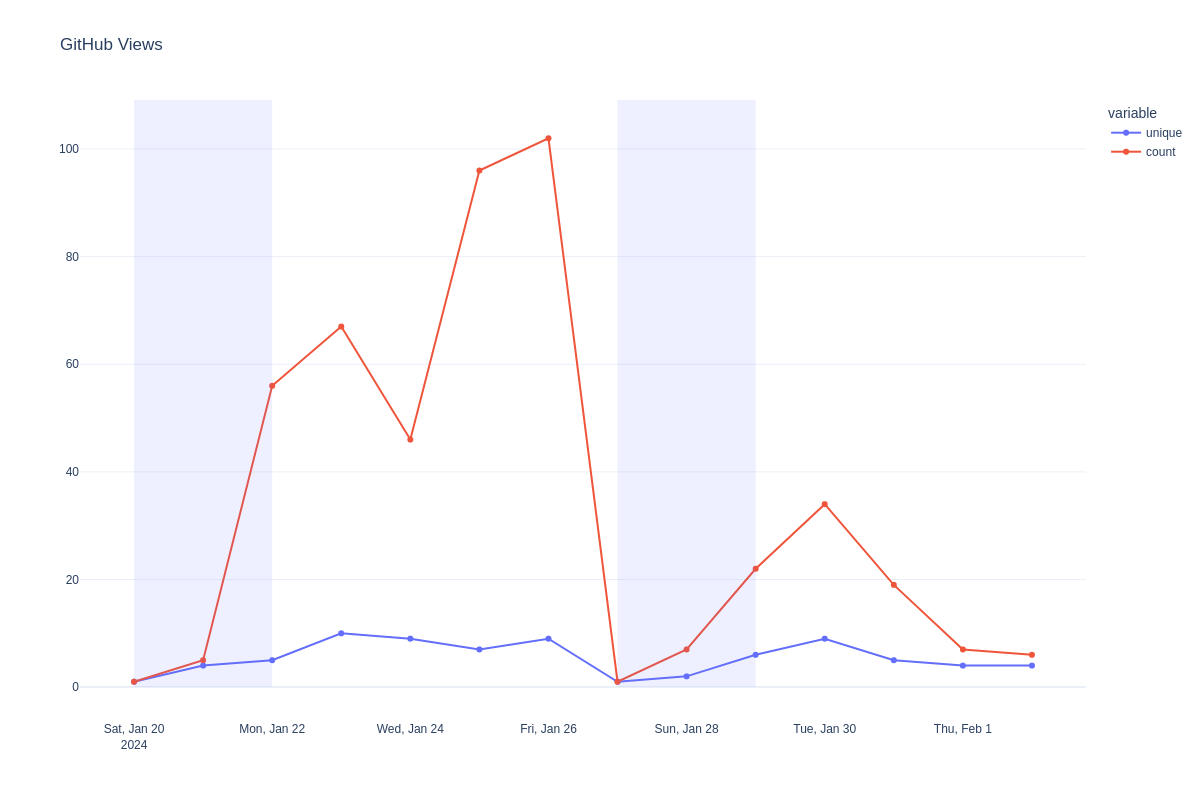 GitHub Views
variable
unique
count
100
80
60
40
20
0
Sat, Jan 20
2024
Mon, Jan 22
Wed, Jan 24
Fri, Jan 26
Sun, Jan 28
Tue, Jan 30
Thu, Feb 1